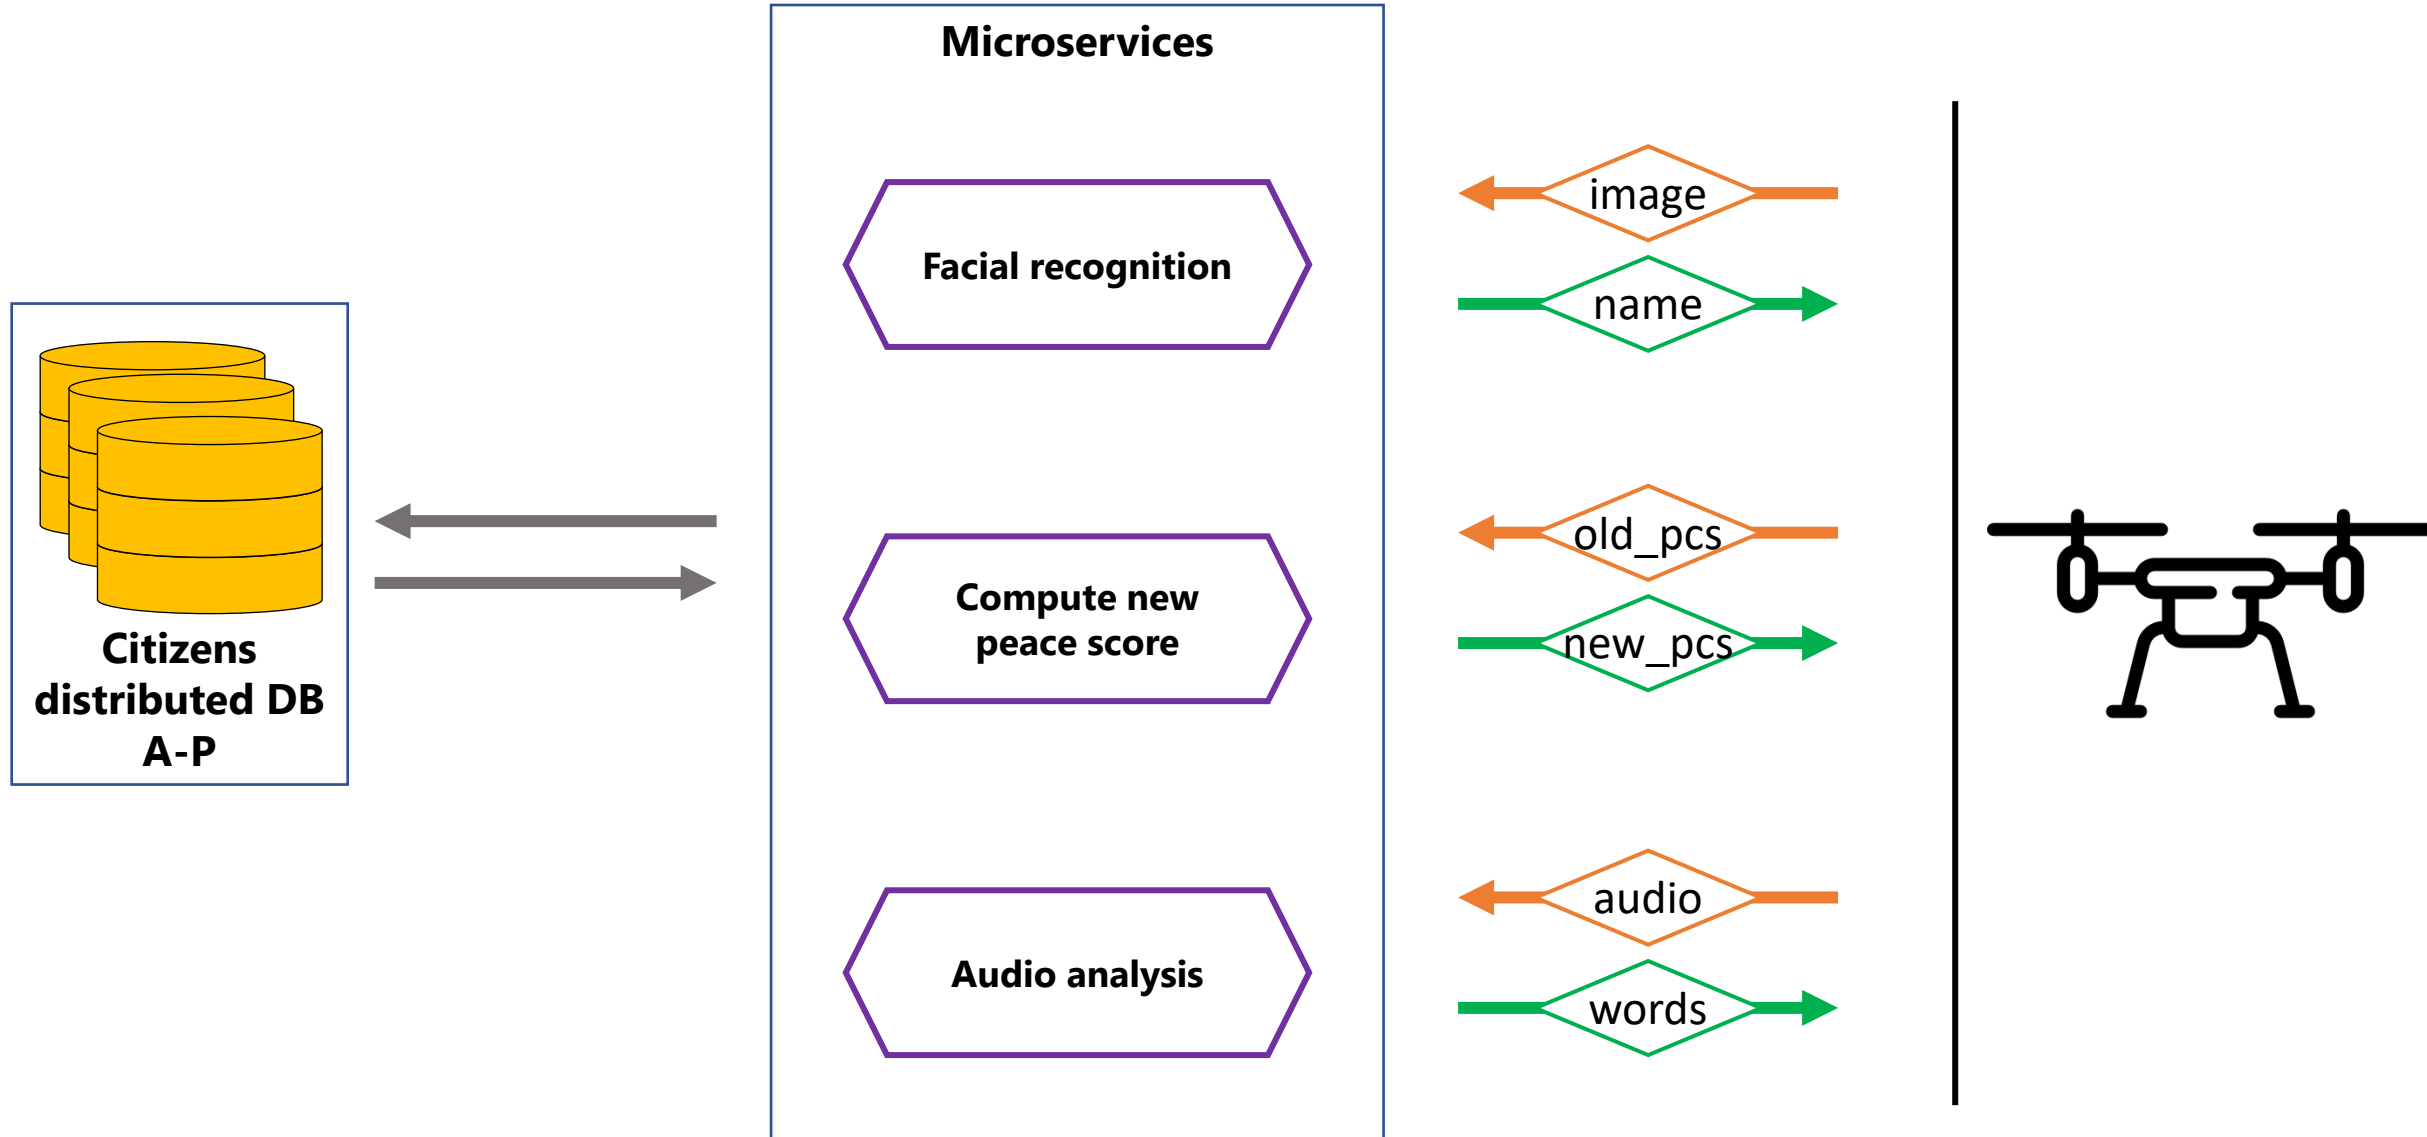 Microservices
Facial recognition
image
name
Citizens
distributed DB
A-P
Compute new
peace score
old_pcs
new_pcs
Audio analysis
audio
words